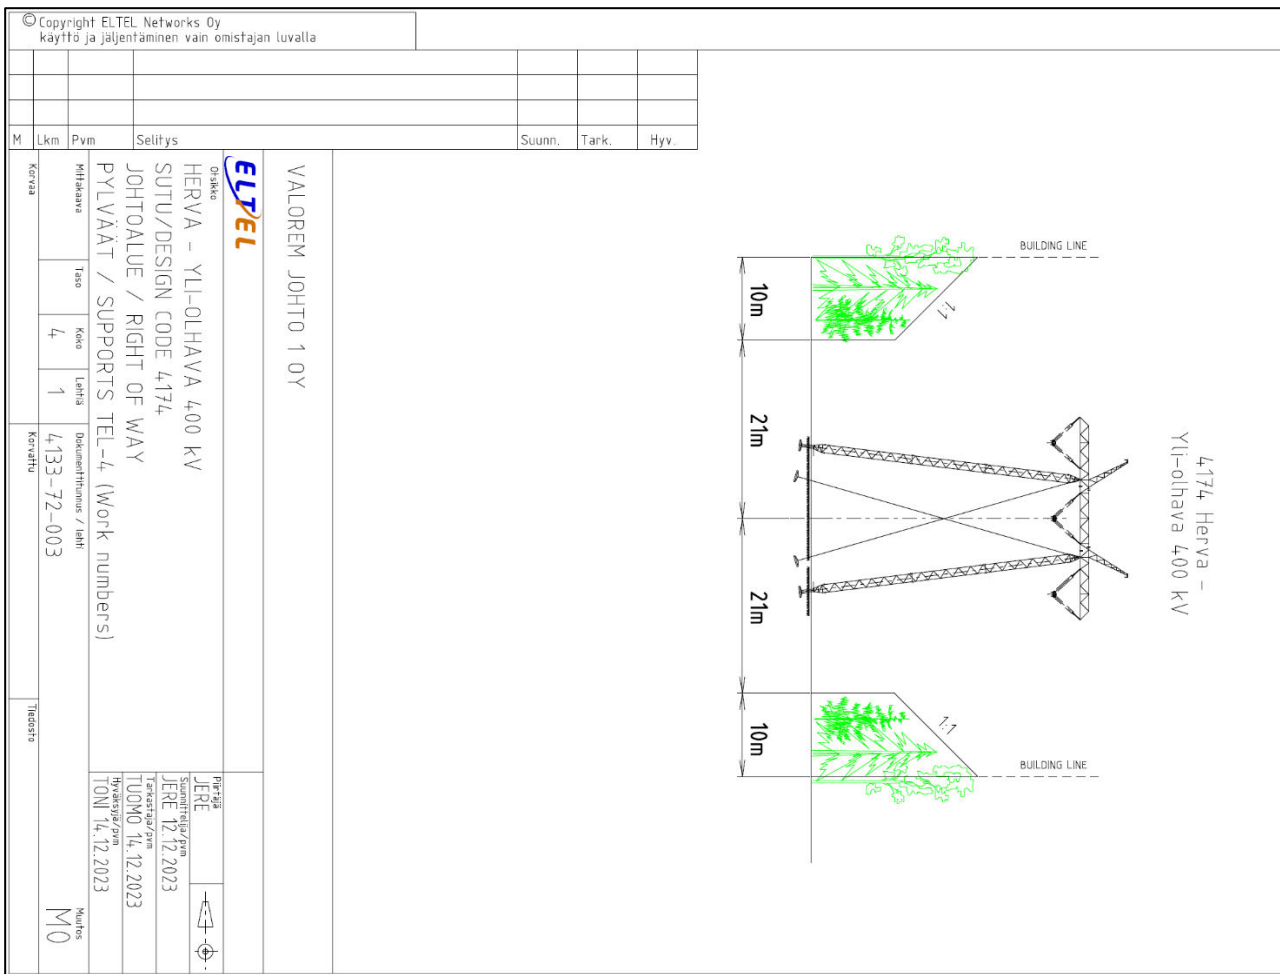 © Copyright ELTEL Networks Oy
käyttö ja jäljentäminen vain omistajan luvalla
M Lkm Pvm Selitys Suunn. Tark. Hyv.
4174 Herva -
Yli-olhava 400 kV
BUILDING LINE
1:1
10m
21m
21m
10m
1:1
BUILDING LINE
VALOREM JOHTO 1 OY
ELTEL
Otsikko
HERVA - YLI-OLHAVA 400 kV
SUTU/DESIGN CODE 4174
JOHTOALUE / RIGHT OF WAY
PYLVÄÄT / SUPPORTS TEL-4 (Work numbers)
Piirtäjä
JERE
Suunnittelija/pvm
JERE 12.12.2023
Tarkastaja/pvm
TUOMO 14.12.2023
Hyväksyjä/pvm
TONI 14.12.2023
Mittakaava Taso Koko Lehtiä Dokumenttitunnus / lehti Muutos
4 1 4133-72-003 M0
Korvaa Korvattu Tiedosto